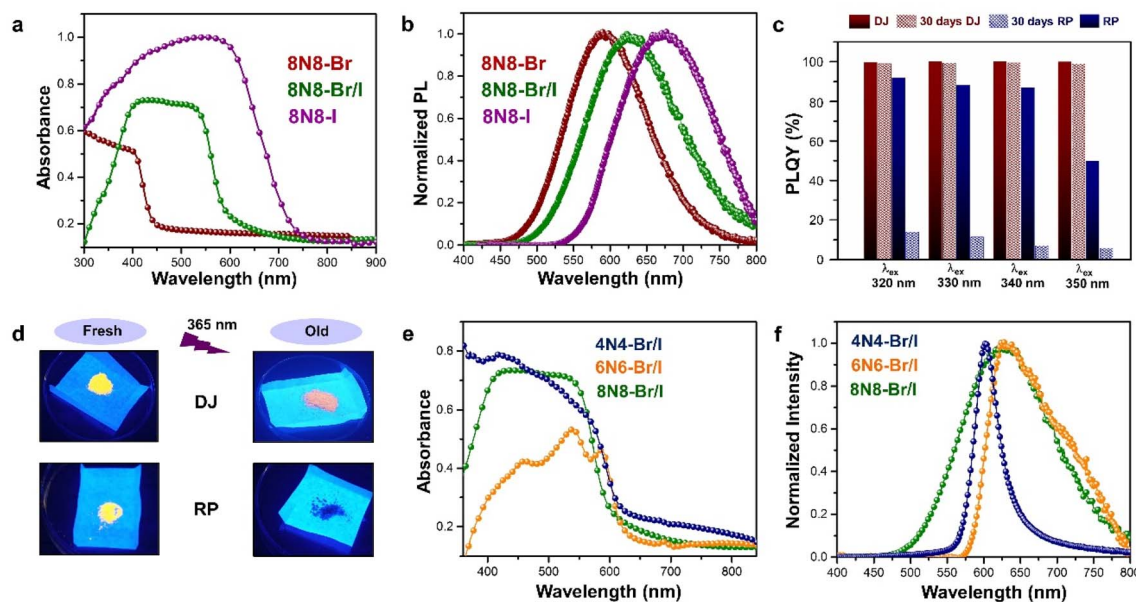 a
Absorbance
1.0
0.8
0.6
0.4
0.2
300 400 500 600 700 800 900
Wavelength (nm)
8N8-Br
8N8-Br/I
8N8-I
b
Normalized PL
1.0
0.8
0.6
0.4
0.2
0.0
400 450 500 550 600 650 700 750 800
Wavelength (nm)
8N8-Br
8N8-Br/I
8N8-I
c
DJ 30 days DJ 30 days RP RP
PLQY (%)
100
80
60
40
20
0
λex λex λex λex
320 nm 330 nm 340 nm 350 nm
d
Fresh 365 nm Old
DJ
RP
e
Absorbance
0.8
0.6
0.4
0.2
400 500 600 700 800
Wavelength (nm)
4N4-Br/I
6N6-Br/I
8N8-Br/I
f
Normalized Intensity
1.0
0.8
0.6
0.4
0.2
0.0
400 450 500 550 600 650 700 750 800
Wavelength (nm)
4N4-Br/I
6N6-Br/I
8N8-Br/I